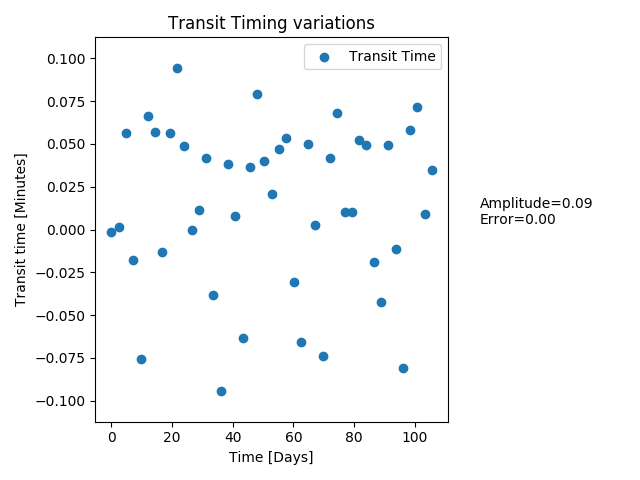 Transit Timing variations
Transit Time
0.100
0.075
0.050
0.025
0.000
−0.025
−0.050
−0.075
−0.100
Transit time [Minutes]
0 20 40 60 80 100
Time [Days]
Amplitude=0.09
Error=0.00